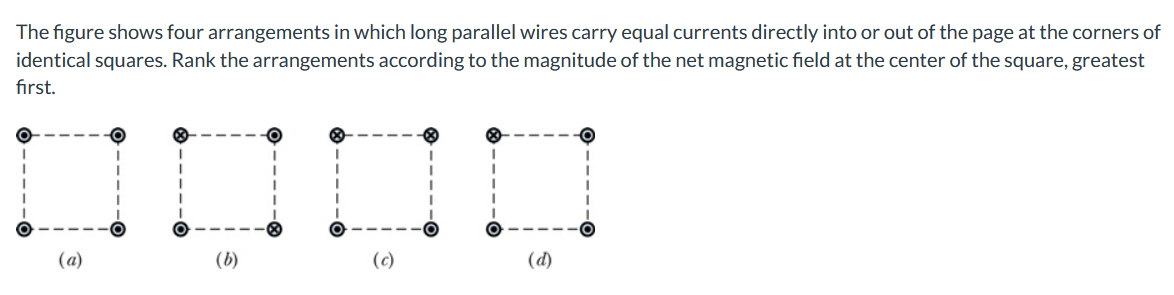 The figure shows four arrangements in which long parallel wires carry equal currents directly into or out of the page at the corners of
identical squares. Rank the arrangements according to the magnitude of the net magnetic field at the center of the square, greatest
first.
(a) (b) (c) (d)